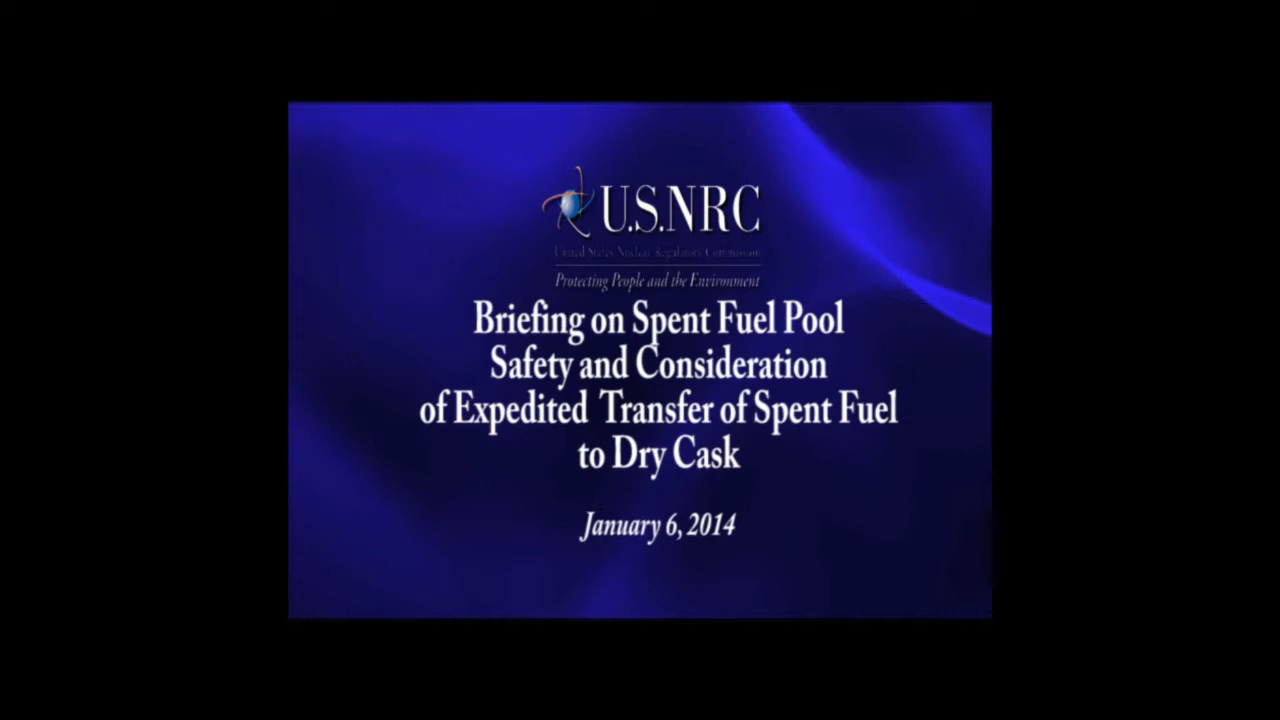 U.S.NRC
United States Nuclear Regulatory Commission
Protecting People and the Environment
Briefing on Spent Fuel Pool
Safety and Consideration
of Expedited Transfer of Spent Fuel
to Dry Cask
January 6, 2014